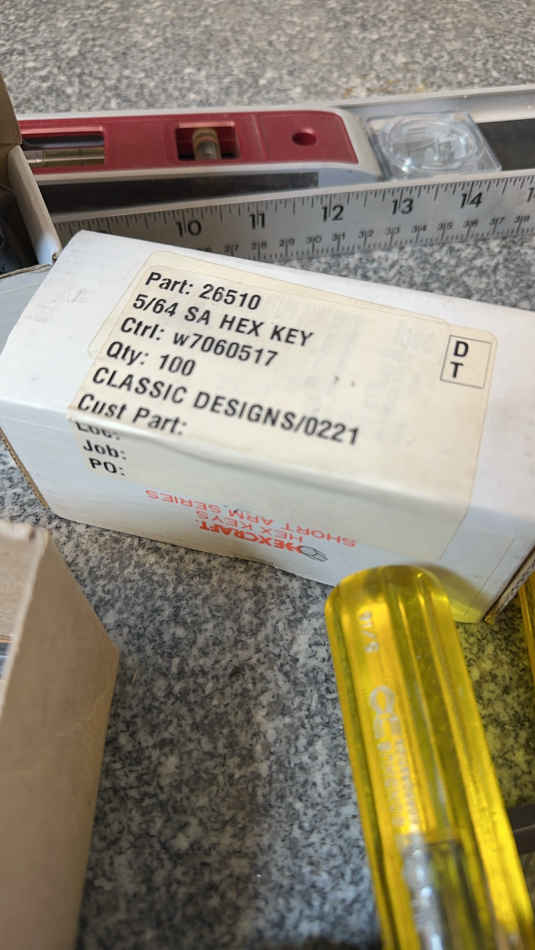 10 11 12 13 14
Part: 26510
5/64 SA HEX KEY
Ctrl: w7060517
Qty: 100
CLASSIC DESIGNS/0221
Cust Part:
Loc:
Job:
PO:
D
T
HEXCRAFT
HEX KEYS
SHORT ARM SERIES